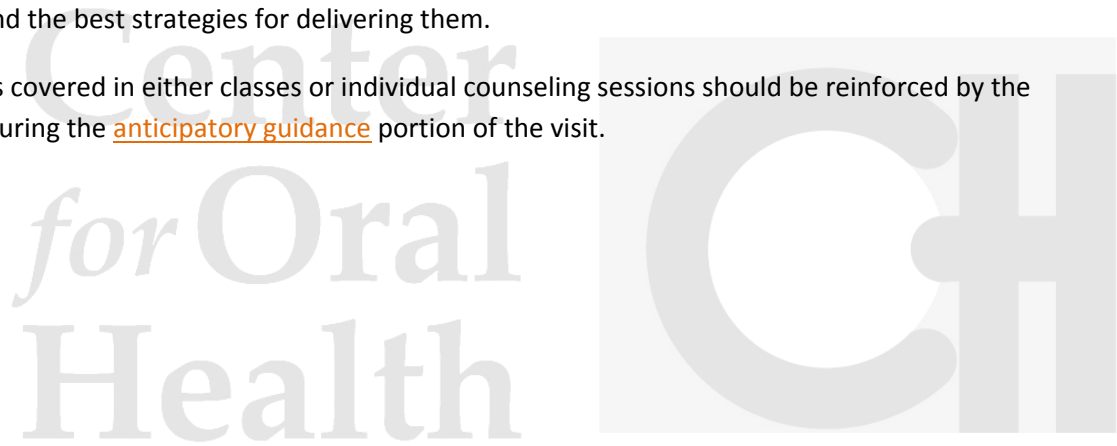 nd the best strategies for delivering them.
s covered in either classes or individual counseling sessions should be reinforced by the
uring the anticipatory guidance portion of the visit.
Center
for Oral
Health